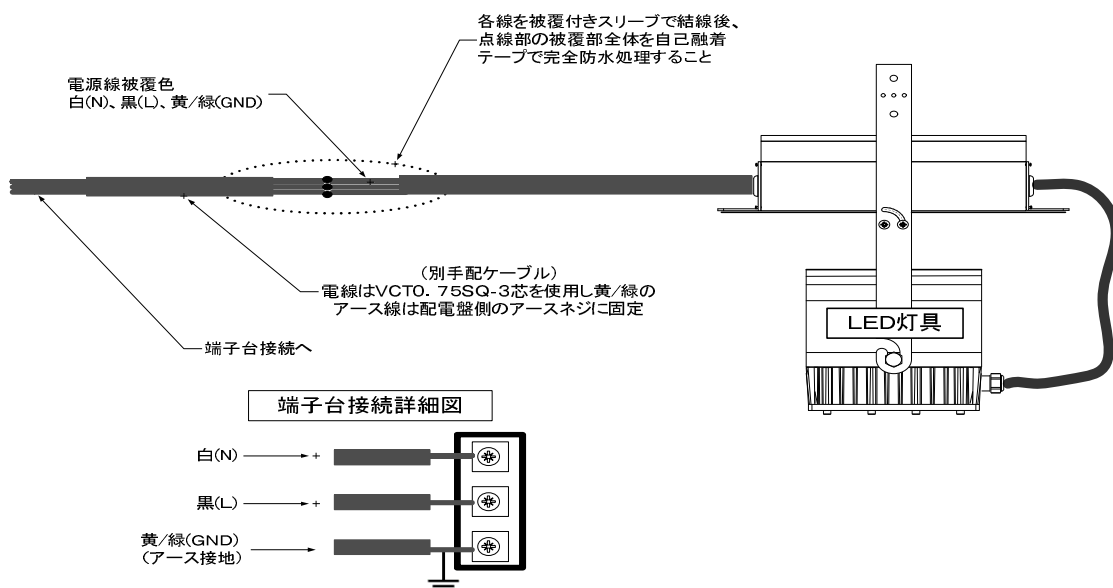 各線を被覆付きスリーブで結線後、
点線部の被覆部全体を自己融着
テープで完全防水処理すること
電源線被覆色
白(N)、黒(L)、黄/緑(GND)
(別手配ケーブル)
電線はVCT0.75SQ-3芯を使用し黄/緑の
アース線は配電盤側のアースネジに固定
LED灯具
端子台接続へ
端子台接続詳細図
白(N)
黒(L)
黄/緑(GND)
(アース接地)